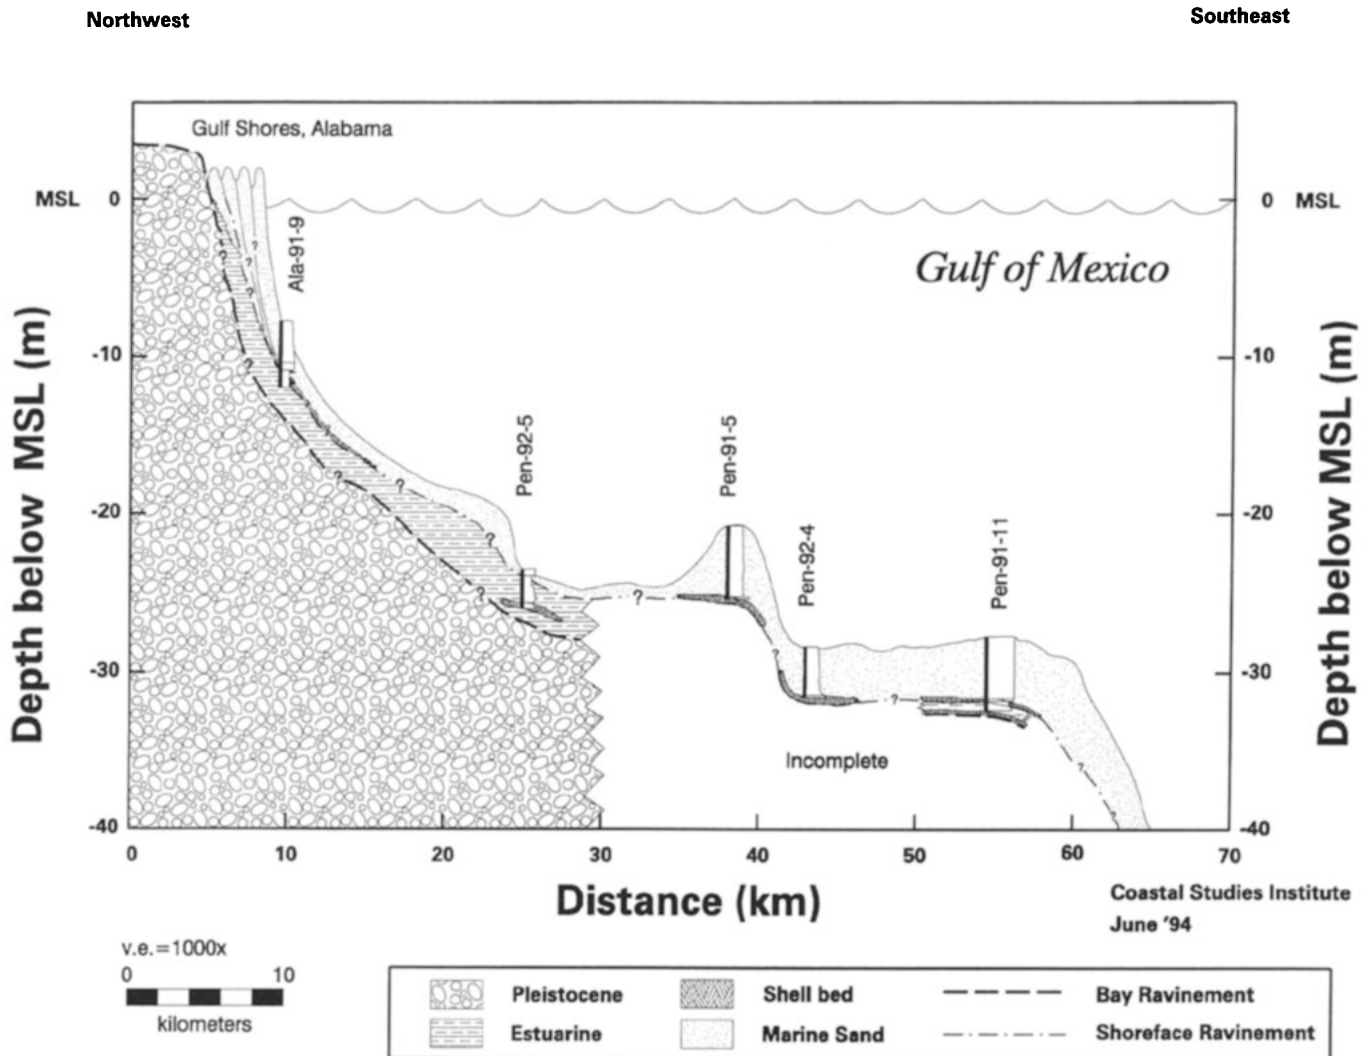 Northwest
Southeast
Gulf Shores, Alabama
MSL 0
0 MSL
Ala-91-9
Gulf of Mexico
? ? ? ? ?
-10
-10
Pen-92-5
Pen-91-5
Pen-92-4
Pen-91-11
? ?
-20
-20
? ? ?
? ?
-30
-30
Incomplete
? ?
-40
-40
Depth below MSL (m)
Depth below MSL (m)
0 10 20 30 40 50 60 70
Distance (km)
Coastal Studies Institute
June '94
v.e.=1000x
0 10
kilometers
Pleistocene
Shell bed
Bay Ravinement
Estuarine
Marine Sand
Shoreface Ravinement